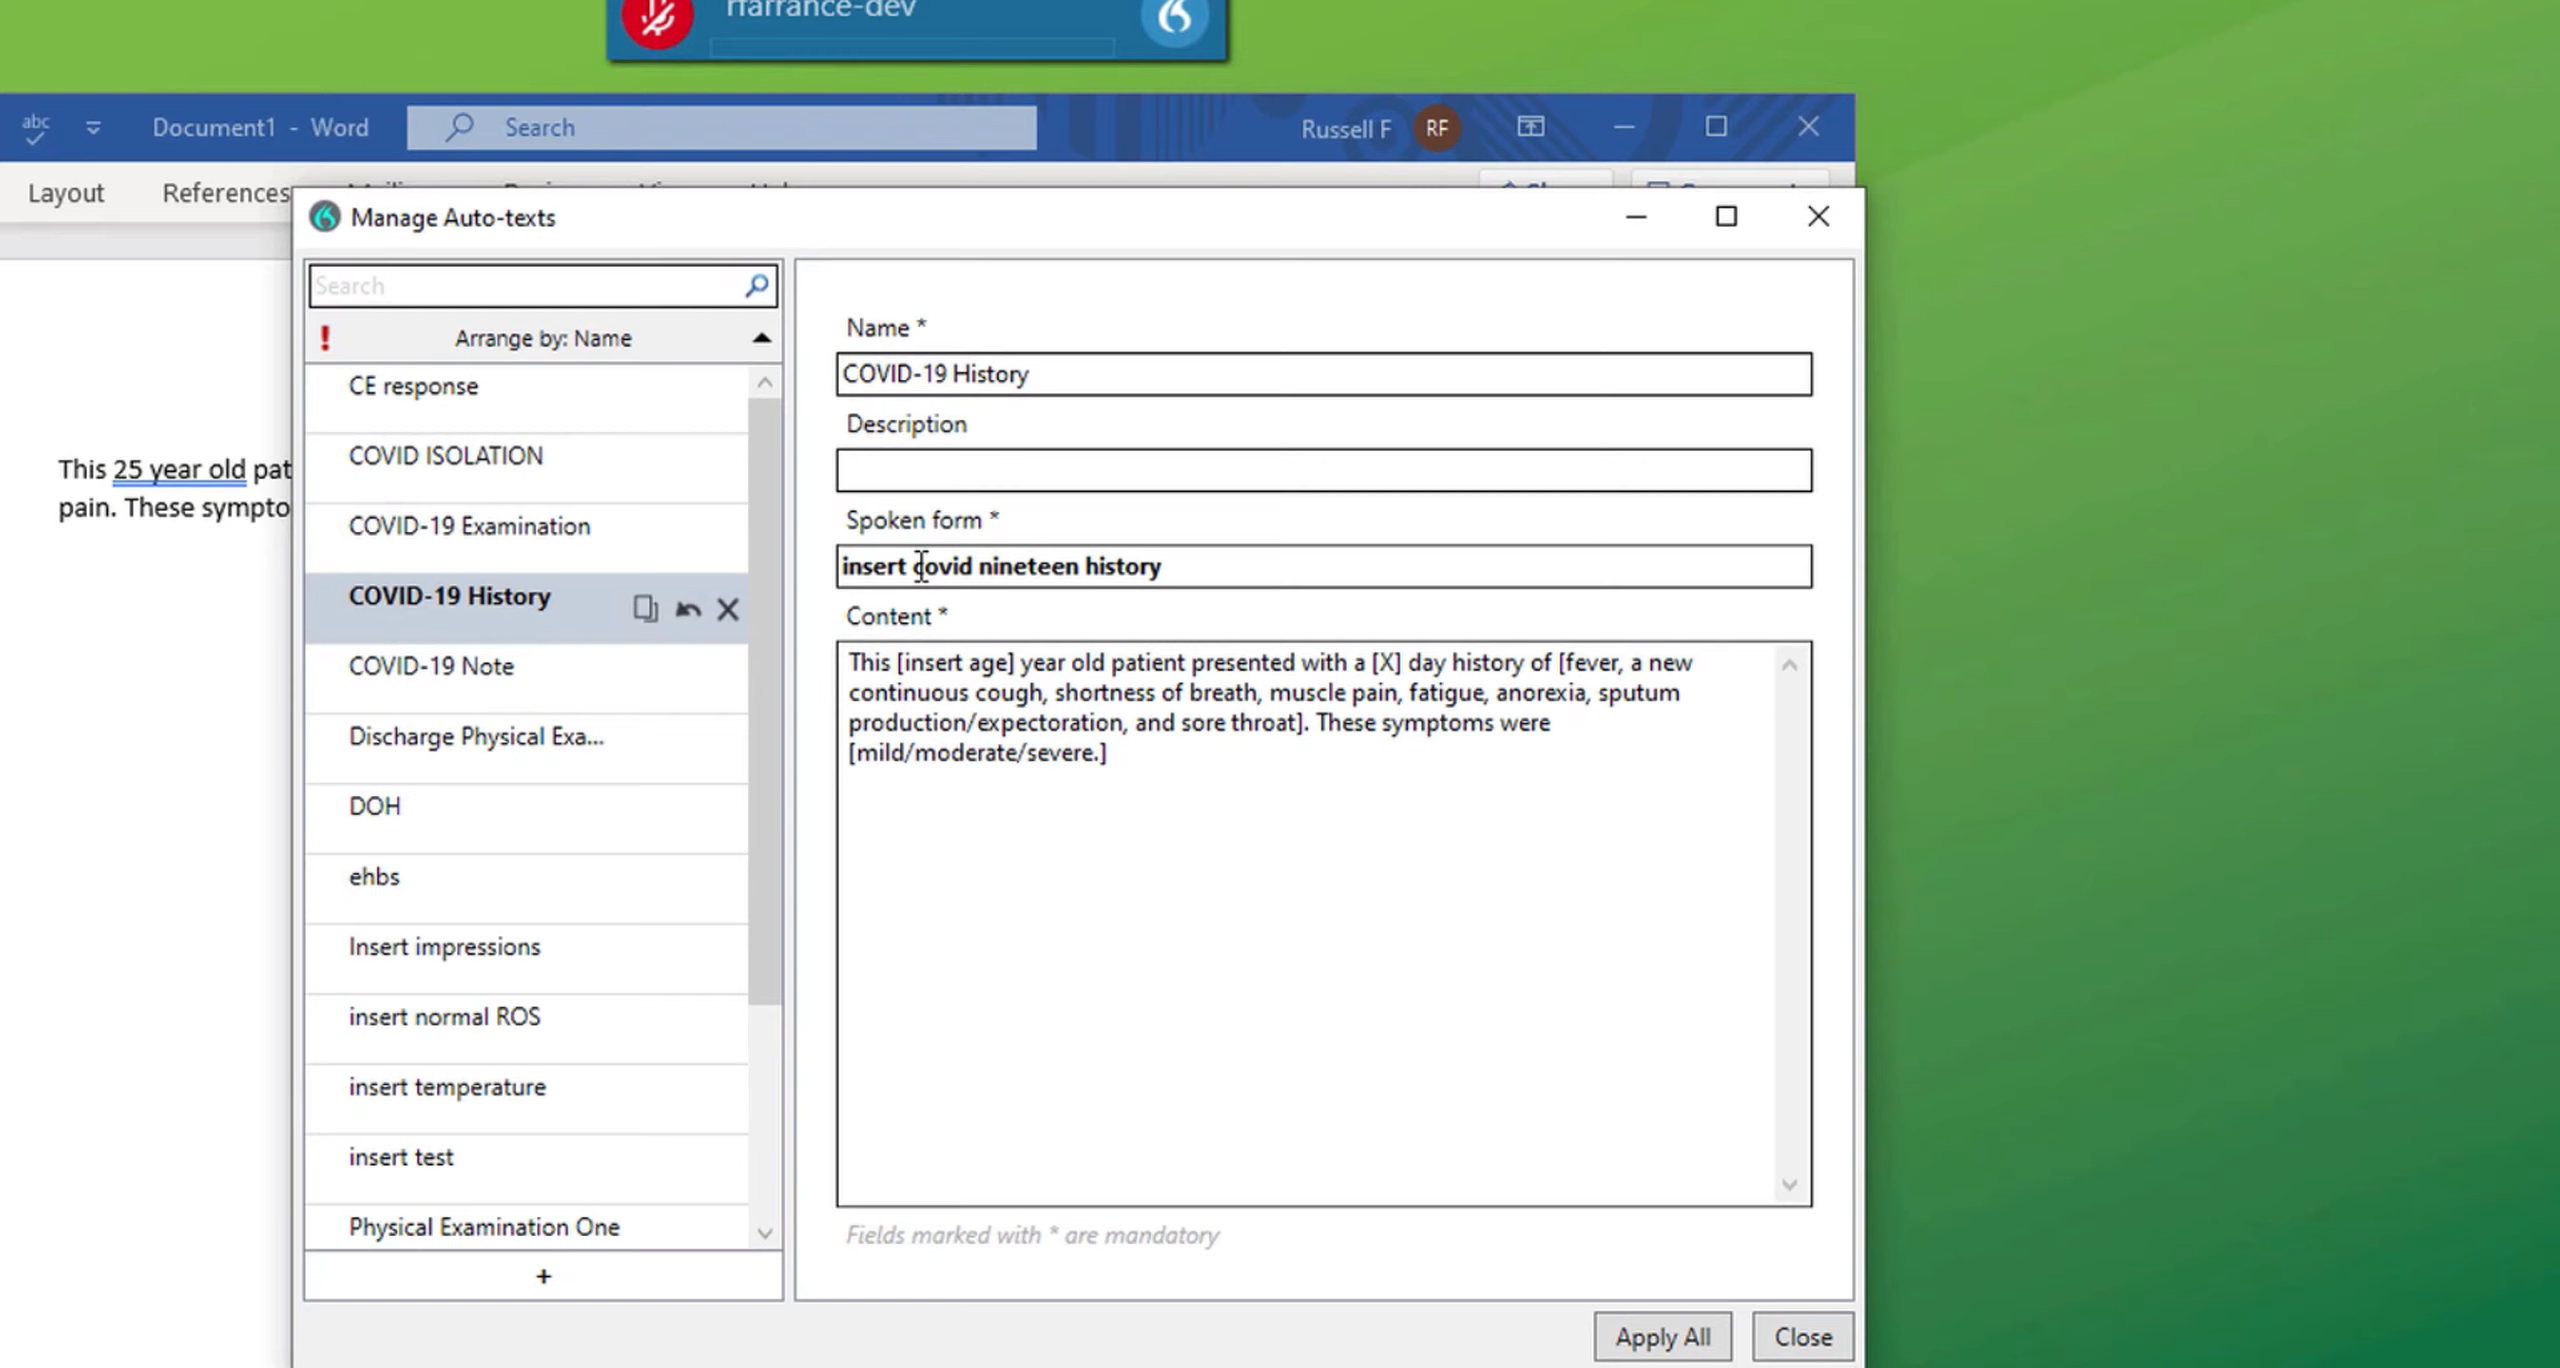 rfarrance-dev
abc
Document1 - Word
Search
Russell F
RF
Layout
References
This 25 year old pat
pain. These sympto
Manage Auto-texts
Search
! Arrange by: Name
CE response
COVID ISOLATION
COVID-19 Examination
COVID-19 History
COVID-19 Note
Discharge Physical Exa...
DOH
ehbs
Insert impressions
insert normal ROS
insert temperature
insert test
Physical Examination One
+
Name *
COVID-19 History
Description
Spoken form *
insert covid nineteen history
Content *
This [insert age] year old patient presented with a [X] day history of [fever, a new
continuous cough, shortness of breath, muscle pain, fatigue, anorexia, sputum
production/expectoration, and sore throat]. These symptoms were
[mild/moderate/severe.]
Fields marked with * are mandatory
Apply All
Close